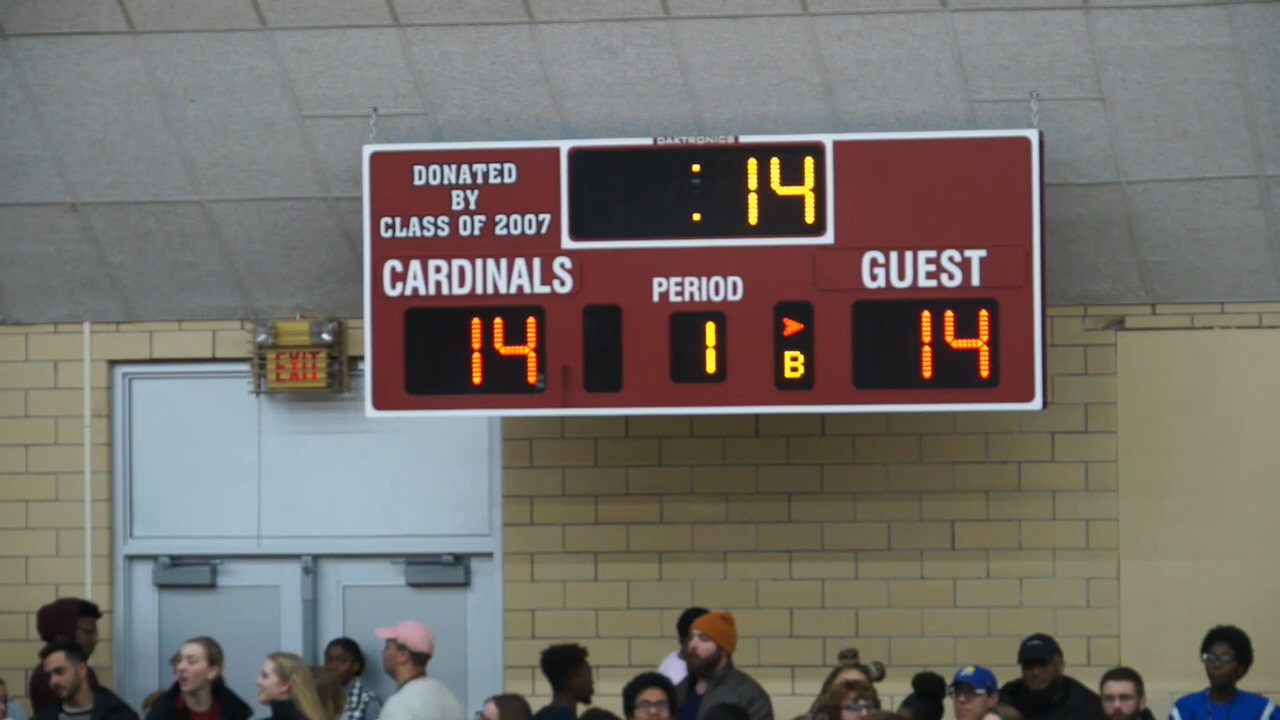 DAKTRONICS
DONATED
BY
CLASS OF 2007
:14
CARDINALS
PERIOD
GUEST
14
1
B
14
EXIT